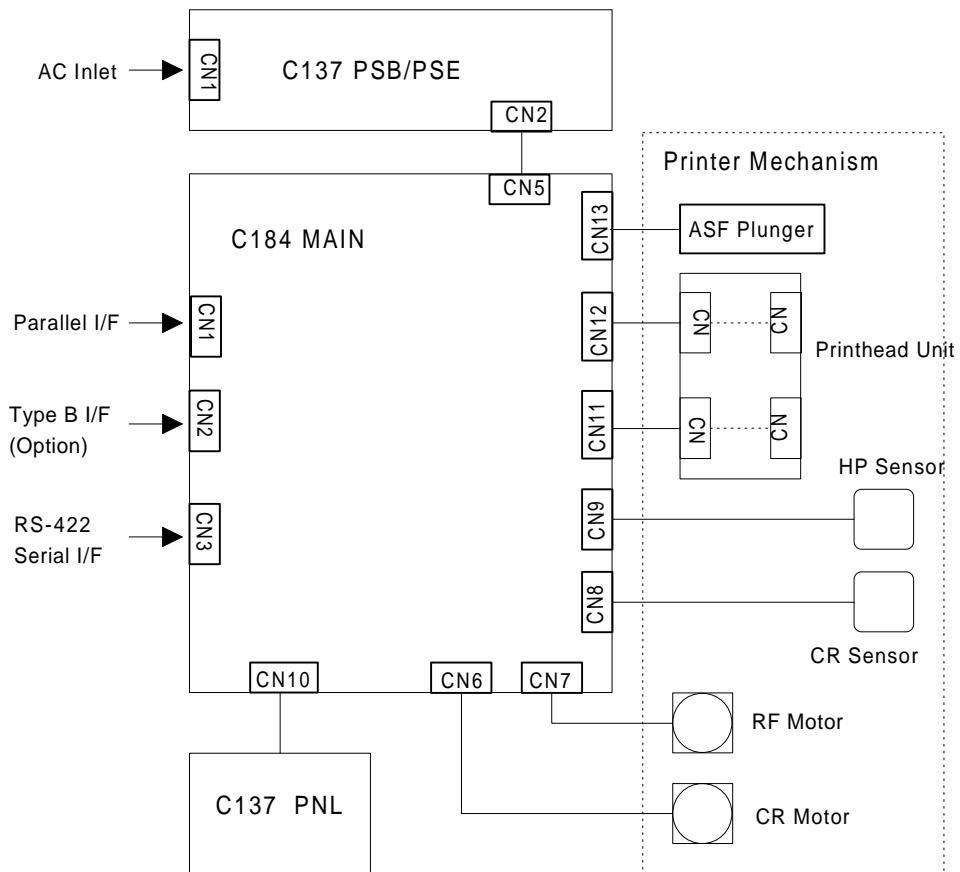 AC Inlet
CN1
C137 PSB/PSE
CN2
CN5
C184 MAIN
Printer Mechanism
CN13
ASF Plunger
Parallel I/F
CN1
CN12
CN
CN
Printhead Unit
Type B I/F
(Option)
CN2
CN11
CN
CN
HP Sensor
RS-422
Serial I/F
CN3
CN9
CN8
CR Sensor
CN10
CN6
CN7
RF Motor
C137 PNL
CR Motor